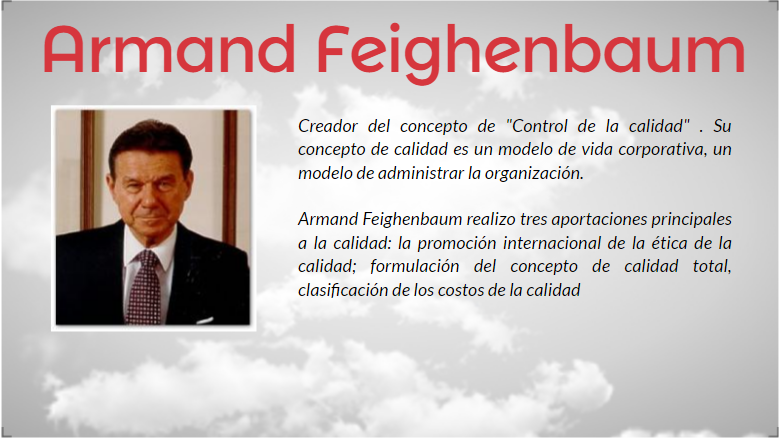 Armand Feighenbaum
Creador del concepto de "Control de la calidad" . Su
concepto de calidad es un modelo de vida corporativa, un
modelo de administrar la organización.
Armand Feighenbaum realizo tres aportaciones principales
a la calidad: la promoción internacional de la ética de la
calidad; formulación del concepto de calidad total,
clasificación de los costos de la calidad